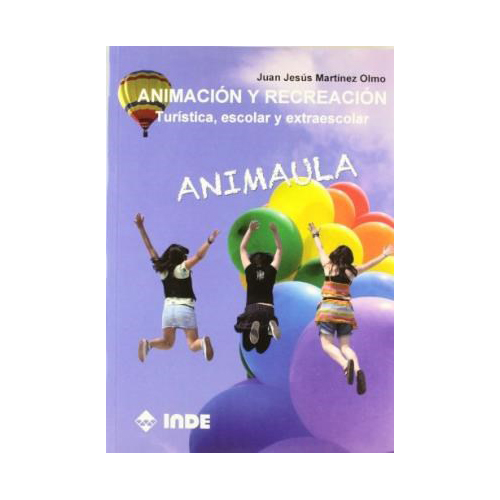 Juan Jesús Martínez Olmo
ANIMACIÓN Y RECREACIÓN
Turística, escolar y extraescolar
ANIMAULA
INDE